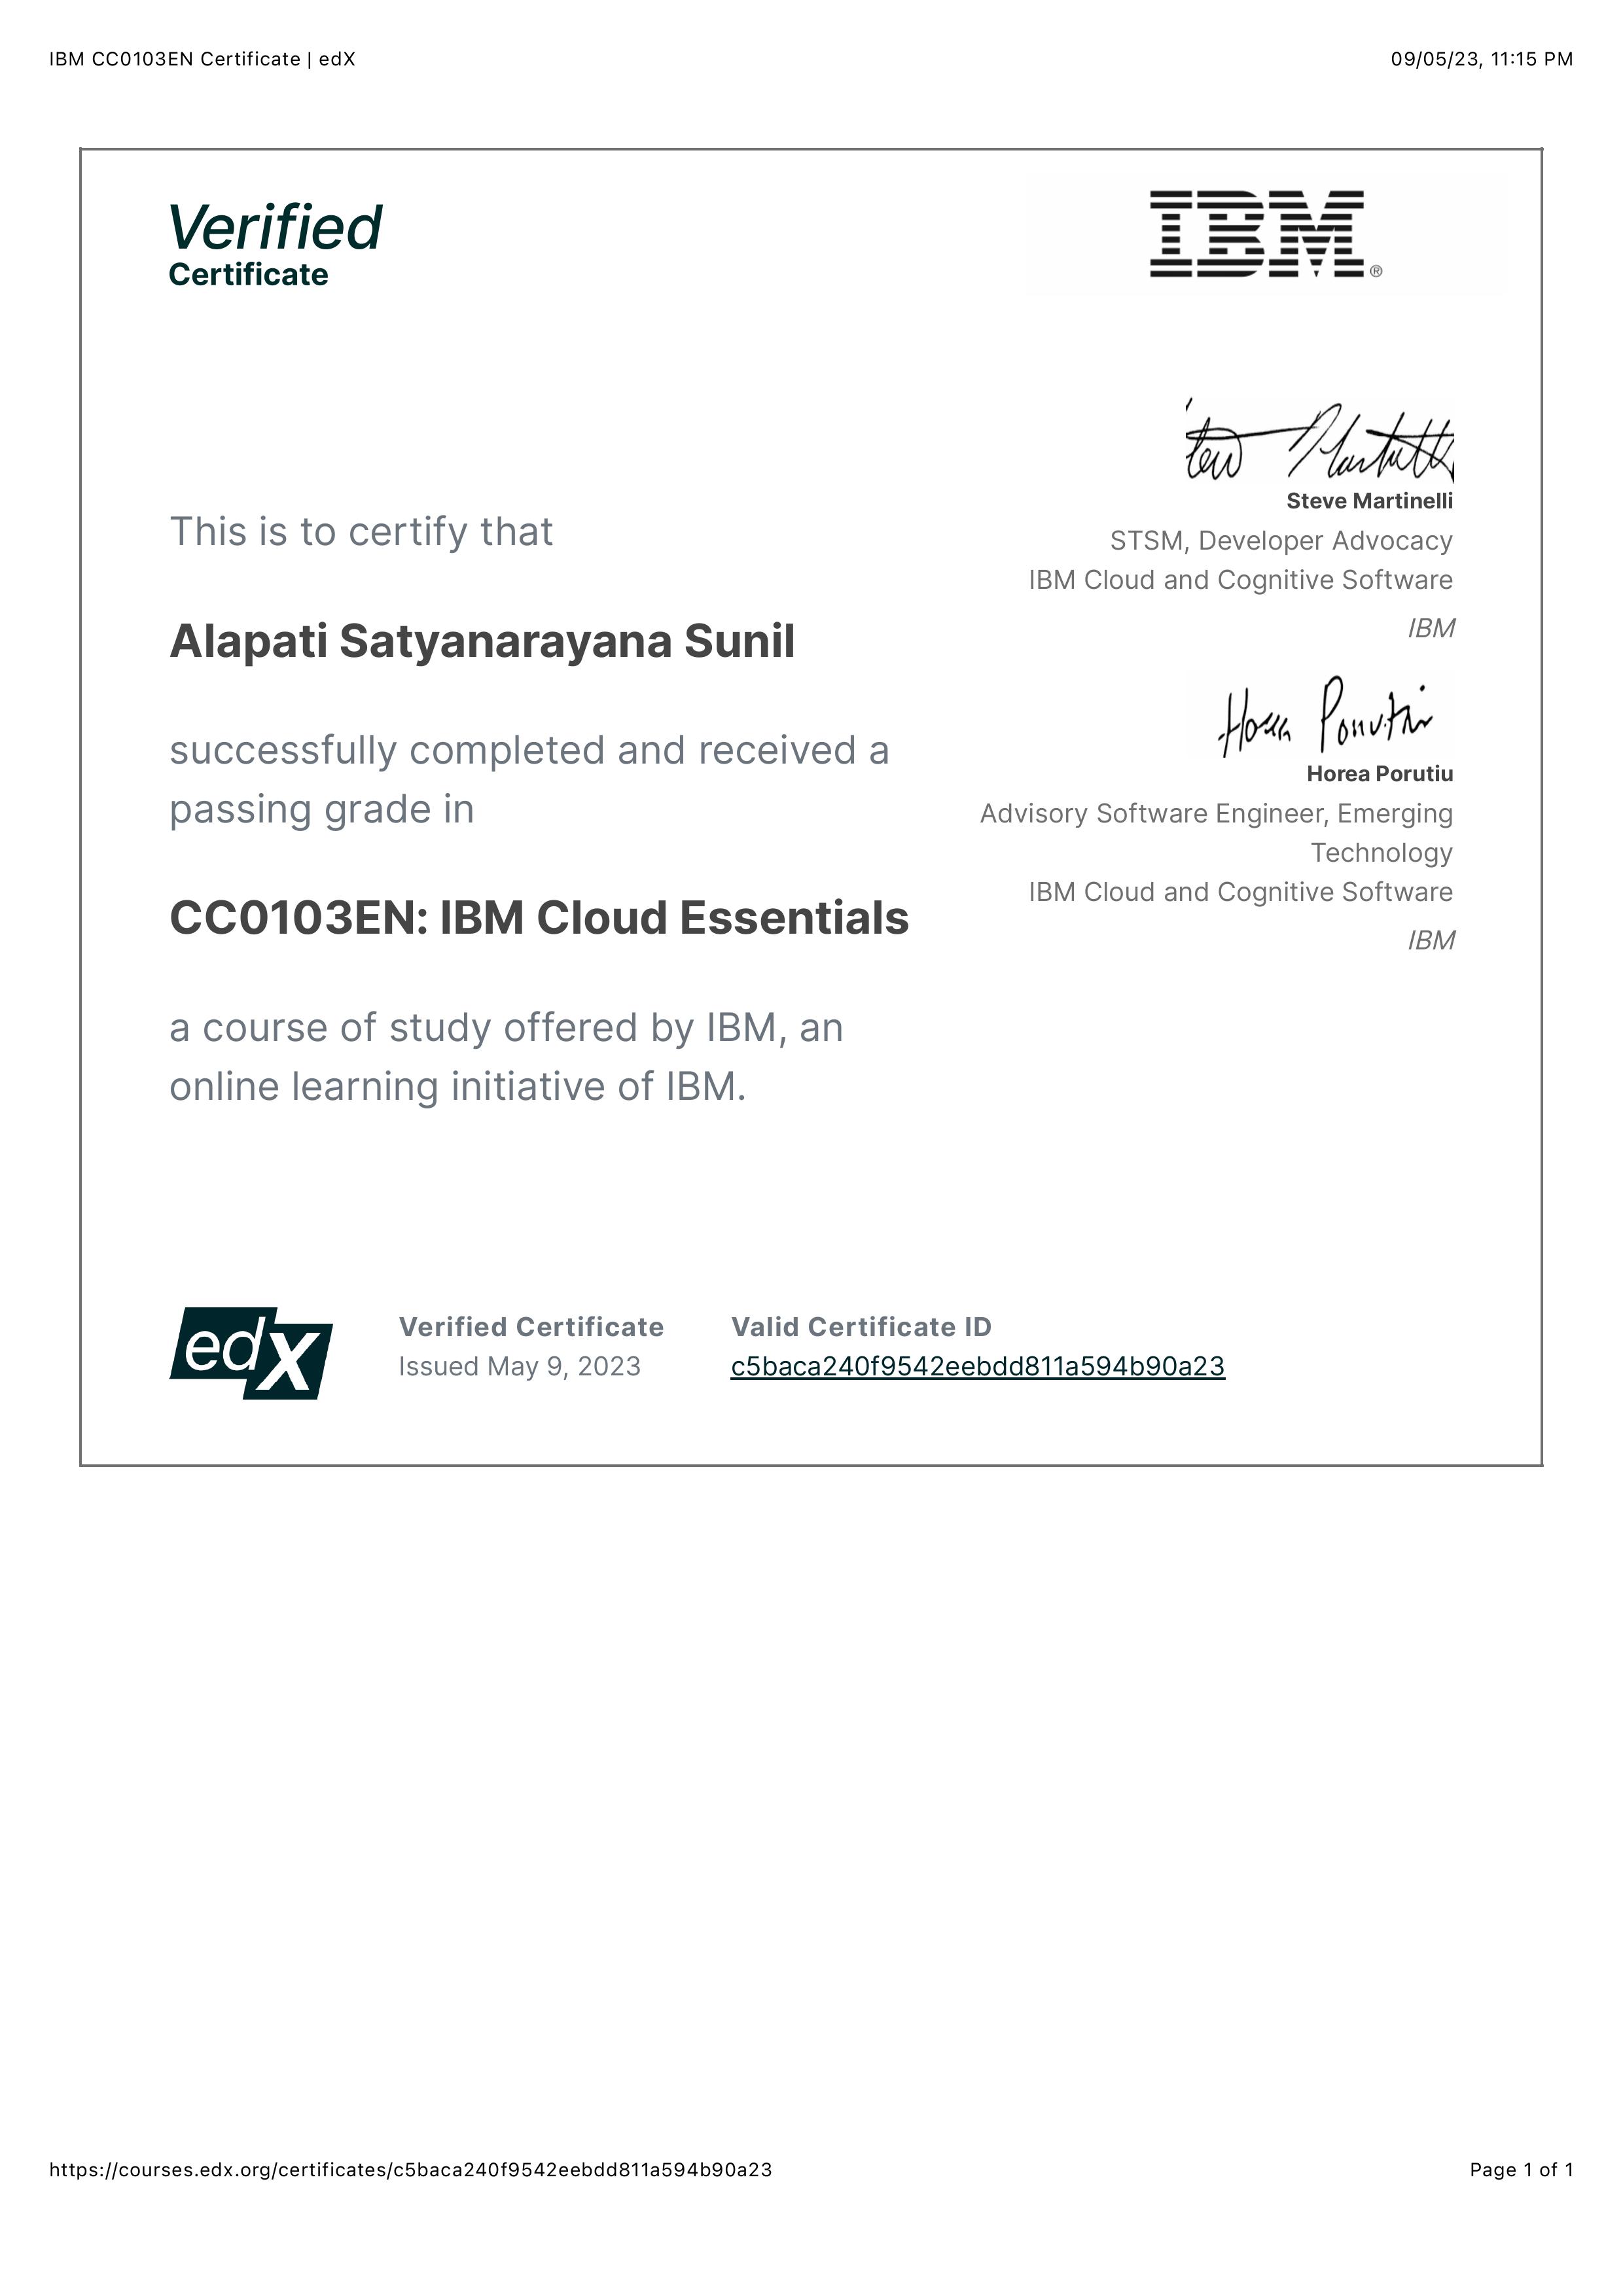 IBM CC0103EN Certificate | edX
09/05/23, 11:15 PM
Verified
Certificate
IBM®
This is to certify that
Alapati Satyanarayana Sunil
successfully completed and received a
passing grade in
CC0103EN: IBM Cloud Essentials
a course of study offered by IBM, an
online learning initiative of IBM.
Steve Martinelli
STSM, Developer Advocacy
IBM Cloud and Cognitive Software
IBM
Horea Porutiu
Horea Porutiu
Advisory Software Engineer, Emerging
Technology
IBM Cloud and Cognitive Software
IBM
edX
Verified Certificate
Issued May 9, 2023
Valid Certificate ID
c5baca240f9542eebdd811a594b90a23
https://courses.edx.org/certificates/c5baca240f9542eebdd811a594b90a23
Page 1 of 1